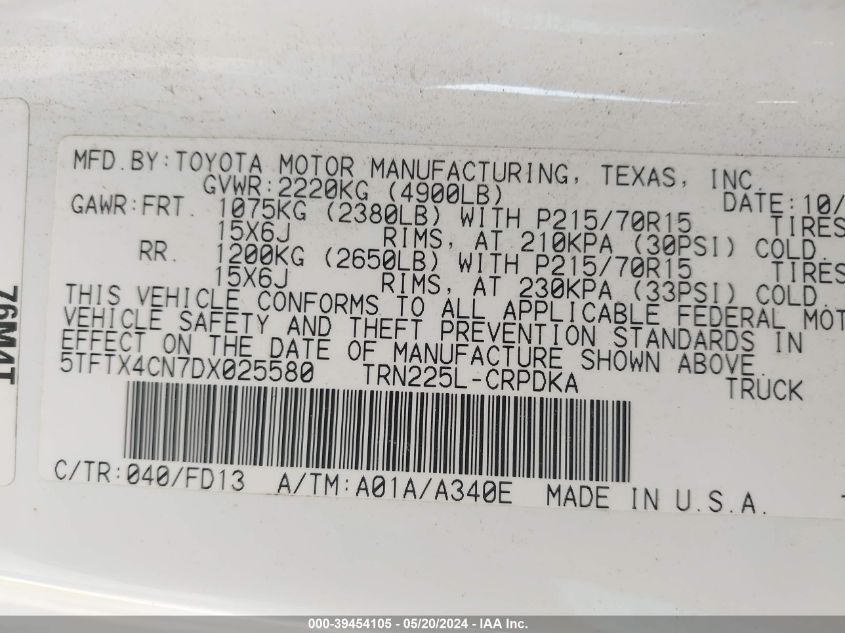 MFD.BY:TOYOTA MOTOR MANUFACTURING, TEXAS, INC.
GVWR:2220KG (4900LB) DATE:10/
GAWR:FRT. 1075KG (2380LB) WITH P215/70R15 TIRES
15X6J RIMS, AT 210KPA (30PSI) COLD.
RR. 1200KG (2650LB) WITH P215/70R15 TIRES
15X6J RIMS, AT 230KPA (33PSI) COLD.
THIS VEHICLE CONFORMS TO ALL APPLICABLE FEDERAL MOT
VEHICLE SAFETY AND THEFT PREVENTION STANDARDS IN
EFFECT ON THE DATE OF MANUFACTURE SHOWN ABOVE.
5TFTX4CN7DX025580 TRN225L-CRPDKA TRUCK
C/TR:040/FD13 A/TM:A01A/A340E MADE IN U.S.A.
76M4T
000-39454105 - 05/20/2024 - IAA Inc.